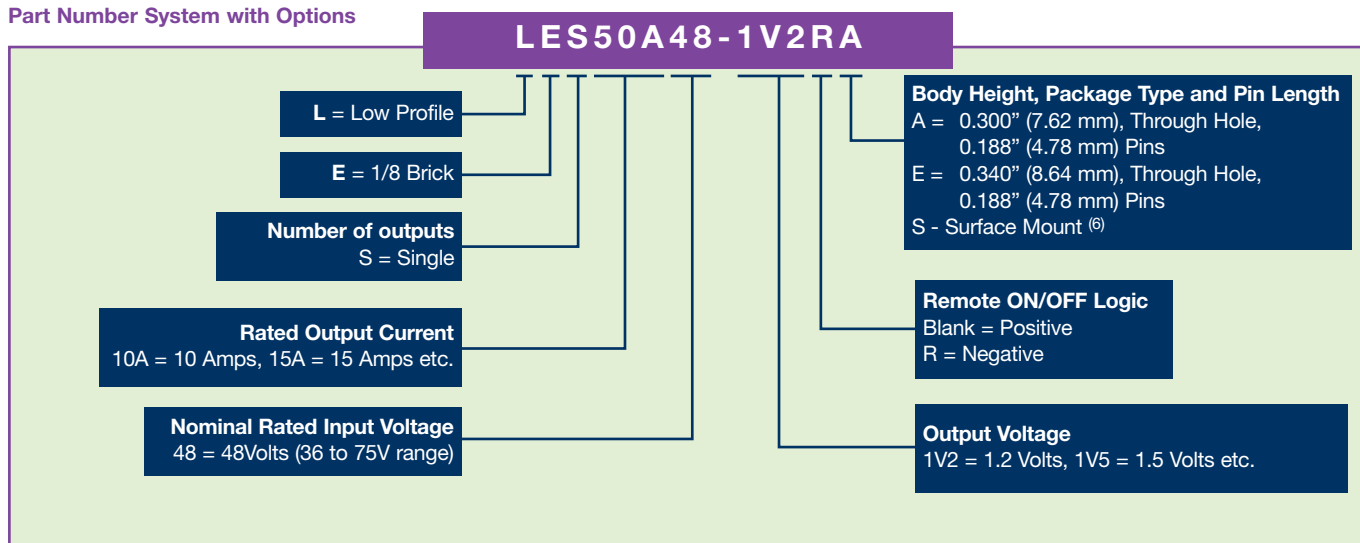 Part Number System with Options
LES50A48-1V2RA
L = Low Profile
E = 1/8 Brick
Number of outputs
S = Single
Rated Output Current
10A = 10 Amps, 15A = 15 Amps etc.
Nominal Rated Input Voltage
48 = 48Volts (36 to 75V range)
Body Height, Package Type and Pin Length
A = 0.300” (7.62 mm), Through Hole,
0.188” (4.78 mm) Pins
E = 0.340” (8.64 mm), Through Hole,
0.188” (4.78 mm) Pins
S - Surface Mount (6)
Remote ON/OFF Logic
Blank = Positive
R = Negative
Output Voltage
1V2 = 1.2 Volts, 1V5 = 1.5 Volts etc.